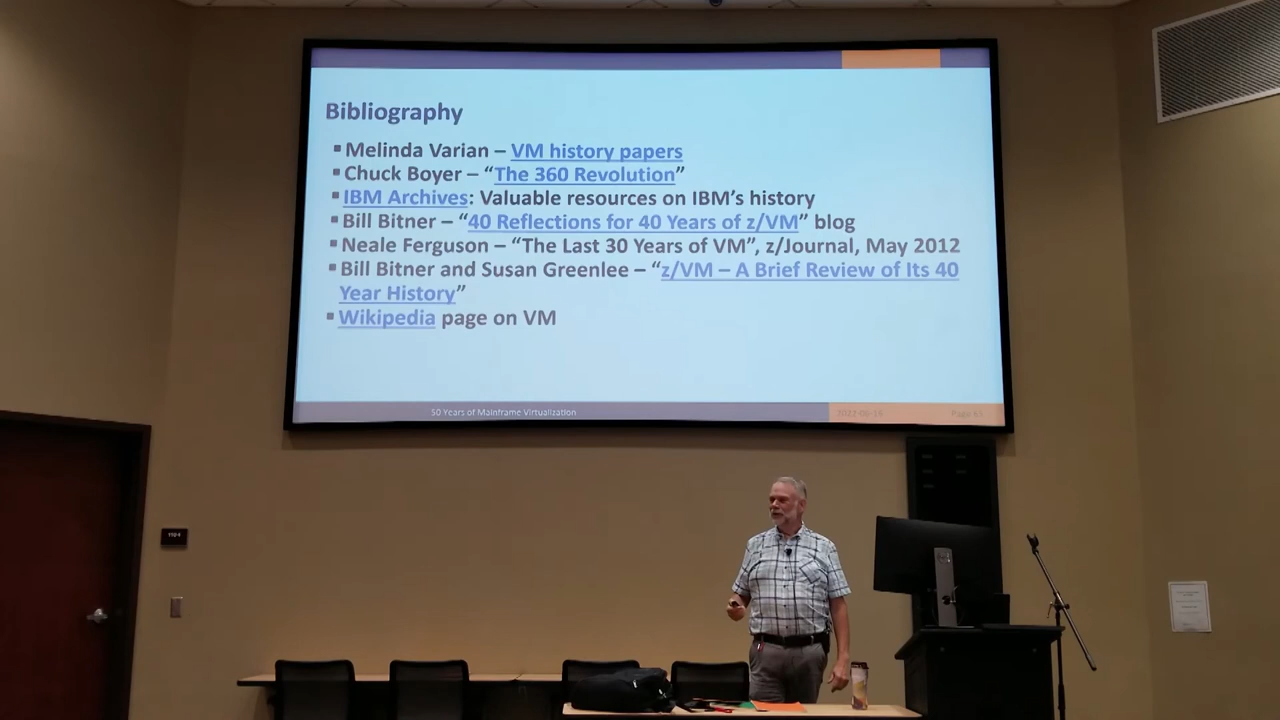 Bibliography
▪ Melinda Varian – VM history papers
▪ Chuck Boyer – “The 360 Revolution”
▪ IBM Archives: Valuable resources on IBM’s history
▪ Bill Bitner – “40 Reflections for 40 Years of z/VM” blog
▪ Neale Ferguson – “The Last 30 Years of VM”, z/Journal, May 2012
▪ Bill Bitner and Susan Greenlee – “z/VM – A Brief Review of Its 40
Year History”
▪ Wikipedia page on VM
50 Years of Mainframe Virtualization
Page